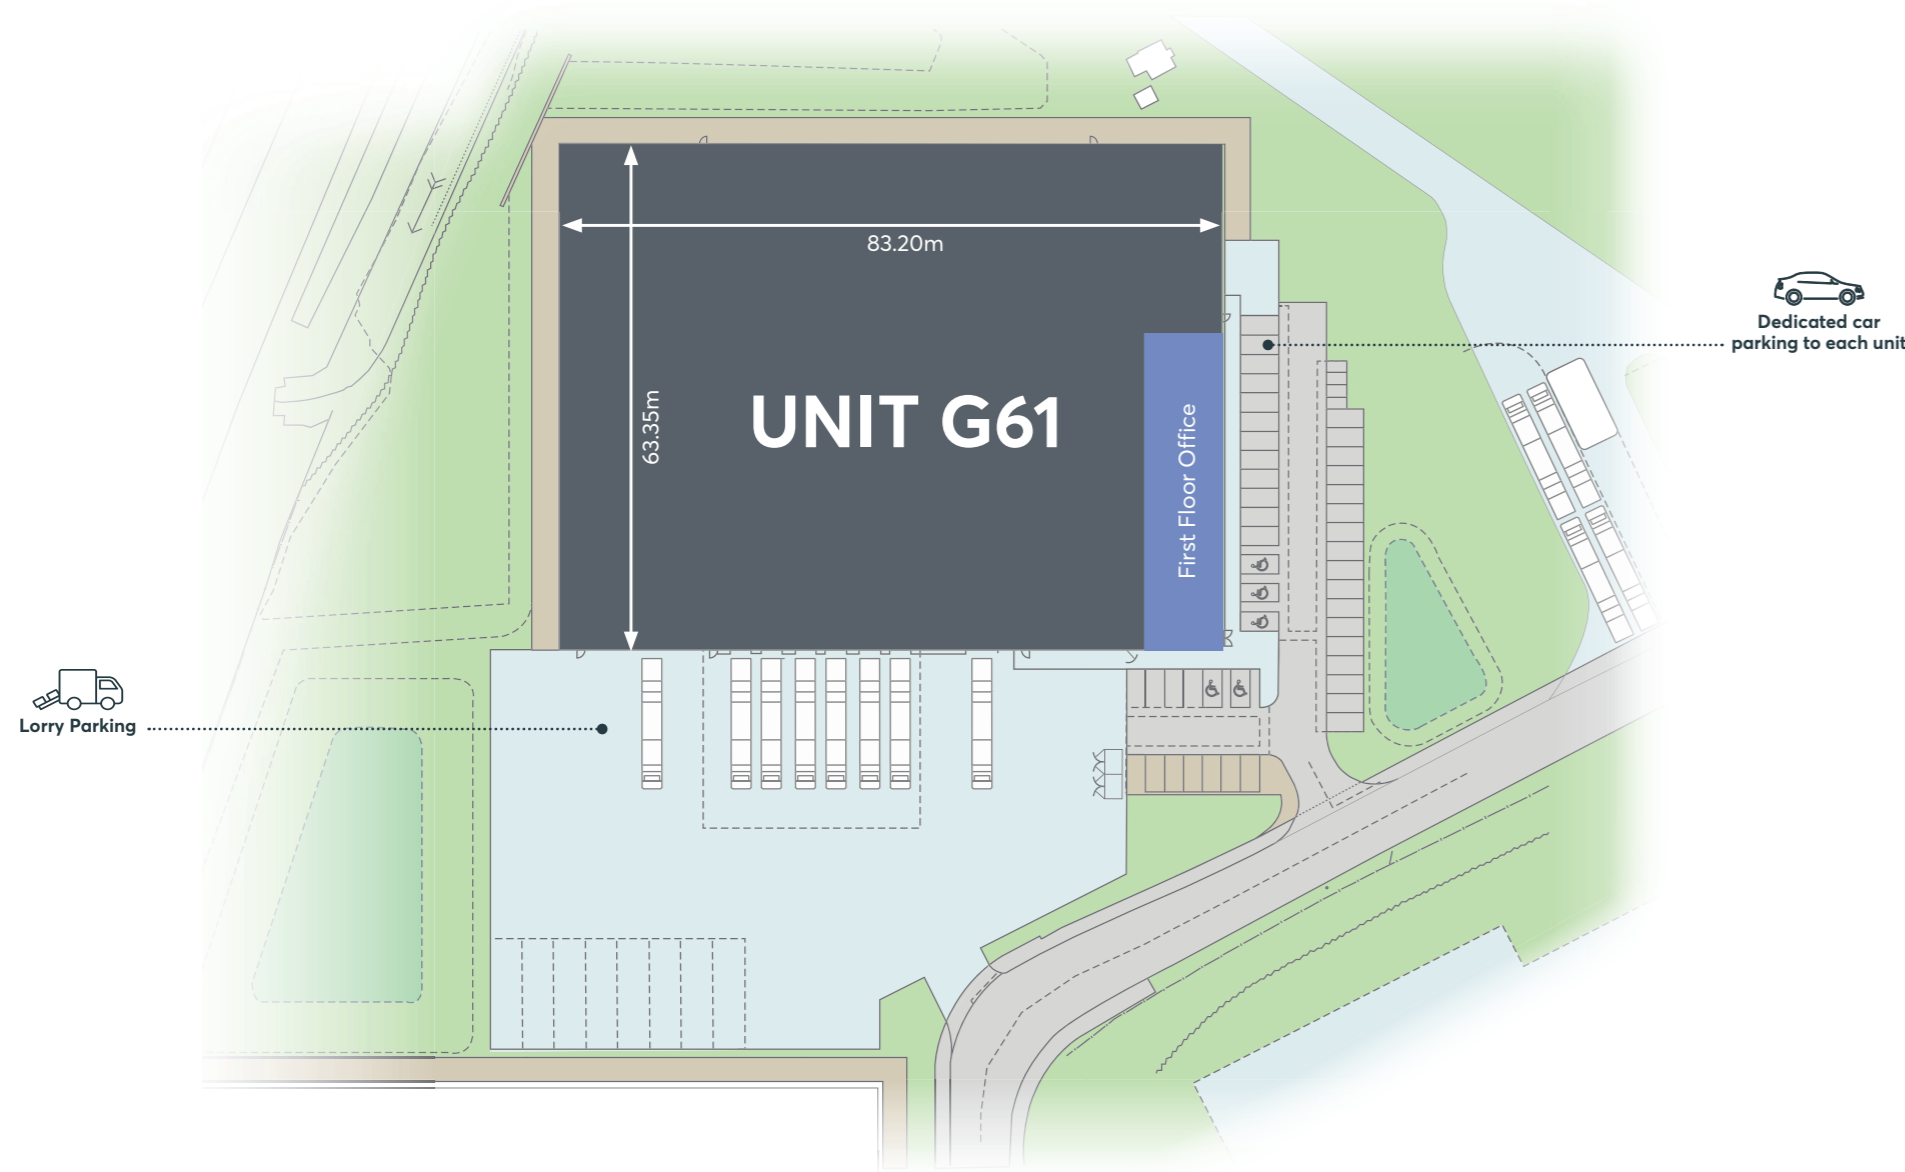 83.20m
63.35m
UNIT G61
First Floor Office
Dedicated car
parking to each unit
Lorry Parking